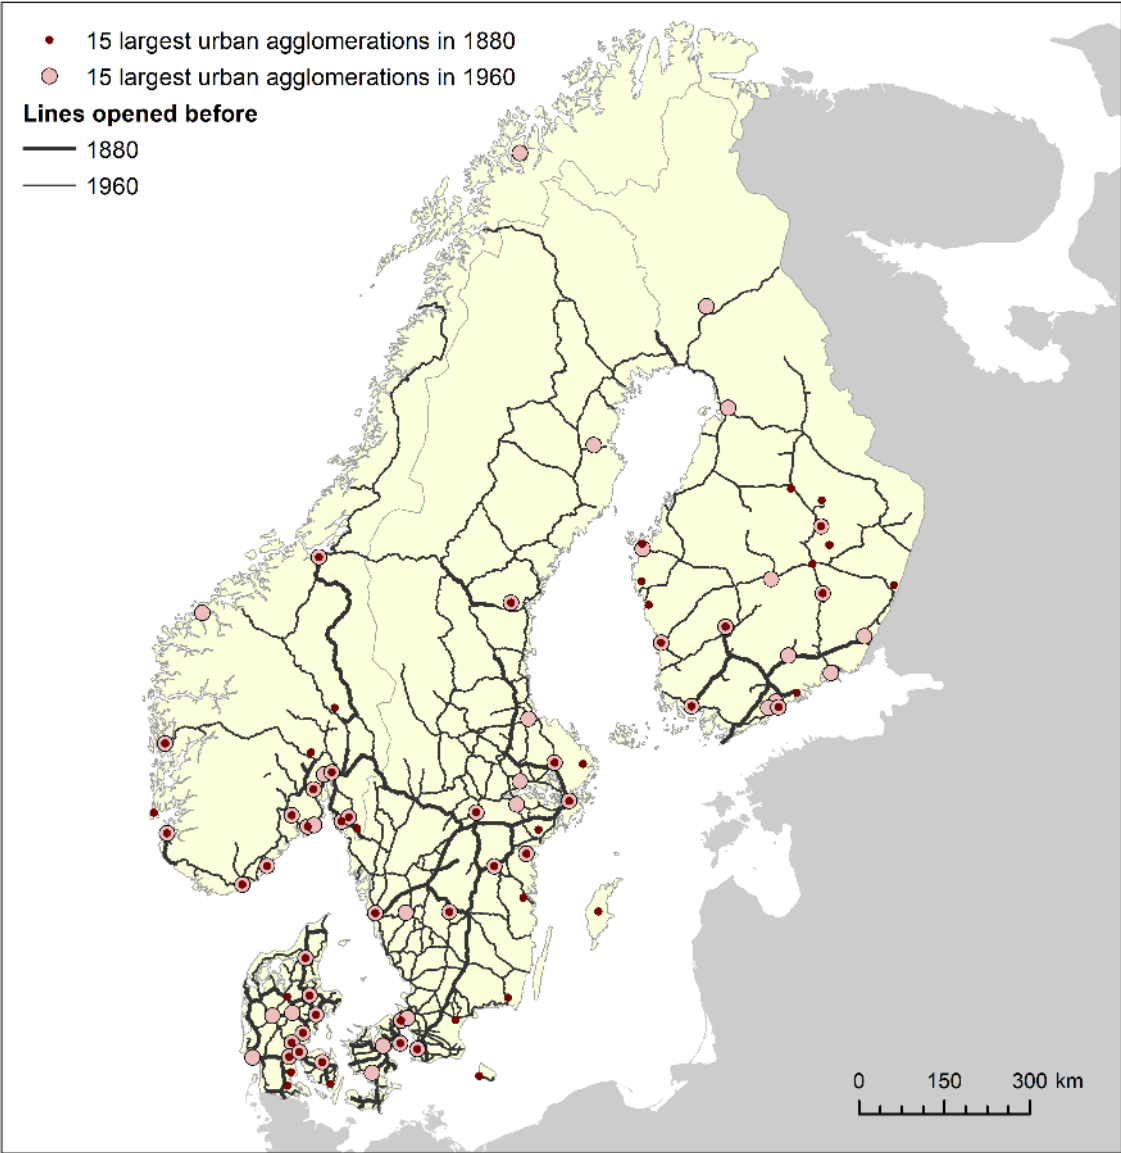 15 largest urban agglomerations in 1880
15 largest urban agglomerations in 1960
Lines opened before
1880
1960
0 150 300 km